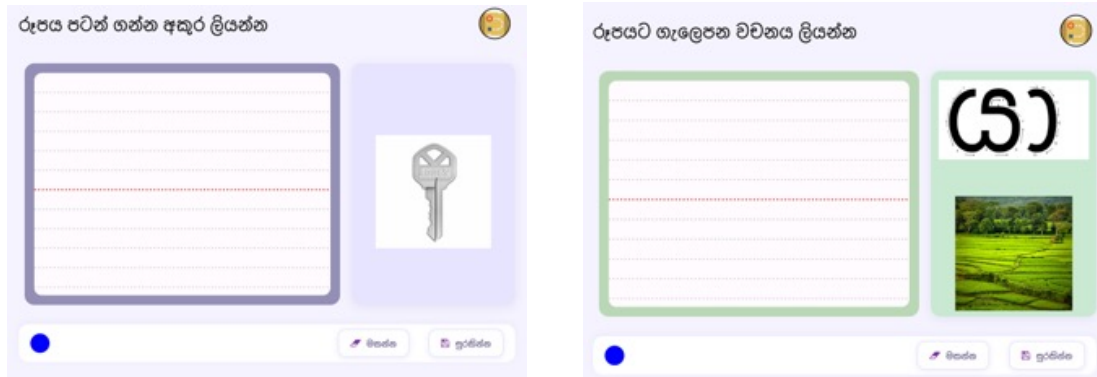 රූපය පටන් ගන්න අකුර ලියන්න
මකන්න
සුරකින්න
රූපයට ගැලපෙන වචනය ලියන්න
යා
මකන්න
සුරකින්න